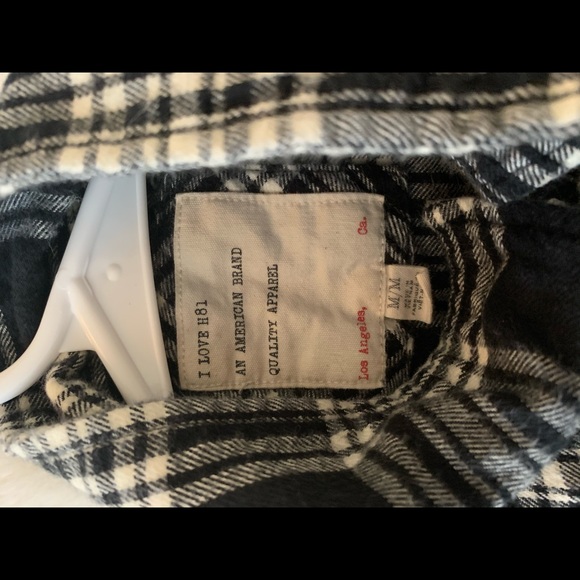 I LOVE H81
AN AMERICAN BRAND
QUALITY APPAREL
Los Angeles, Ca.
M/M